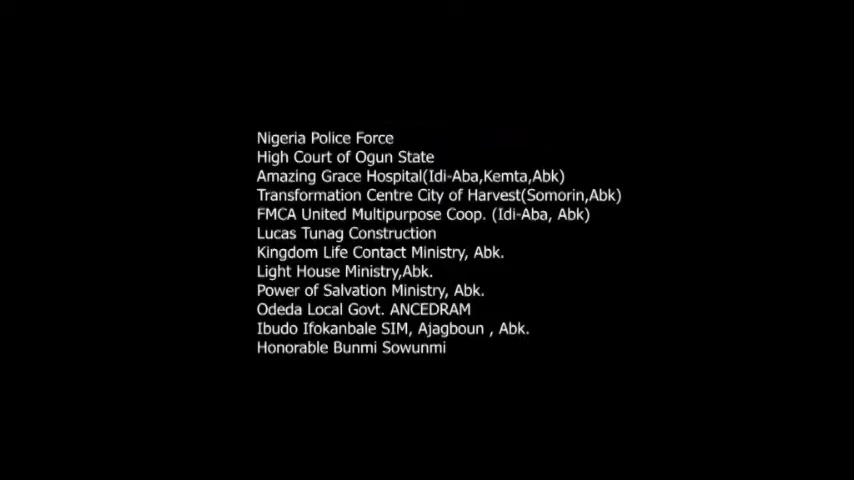 Nigeria Police Force
High Court of Ogun State
Amazing Grace Hospital(Idi-Aba,Kemta,Abk)
Transformation Centre City of Harvest(Somorin,Abk)
FMCA United Multipurpose Coop. (Idi-Aba, Abk)
Lucas Tunag Construction
Kingdom Life Contact Ministry, Abk.
Light House Ministry,Abk.
Power of Salvation Ministry, Abk.
Odeda Local Govt. ANCEDRAM
Ibudo Ifokanbale SIM, Ajagboun , Abk.
Honorable Bunmi Sowunmi